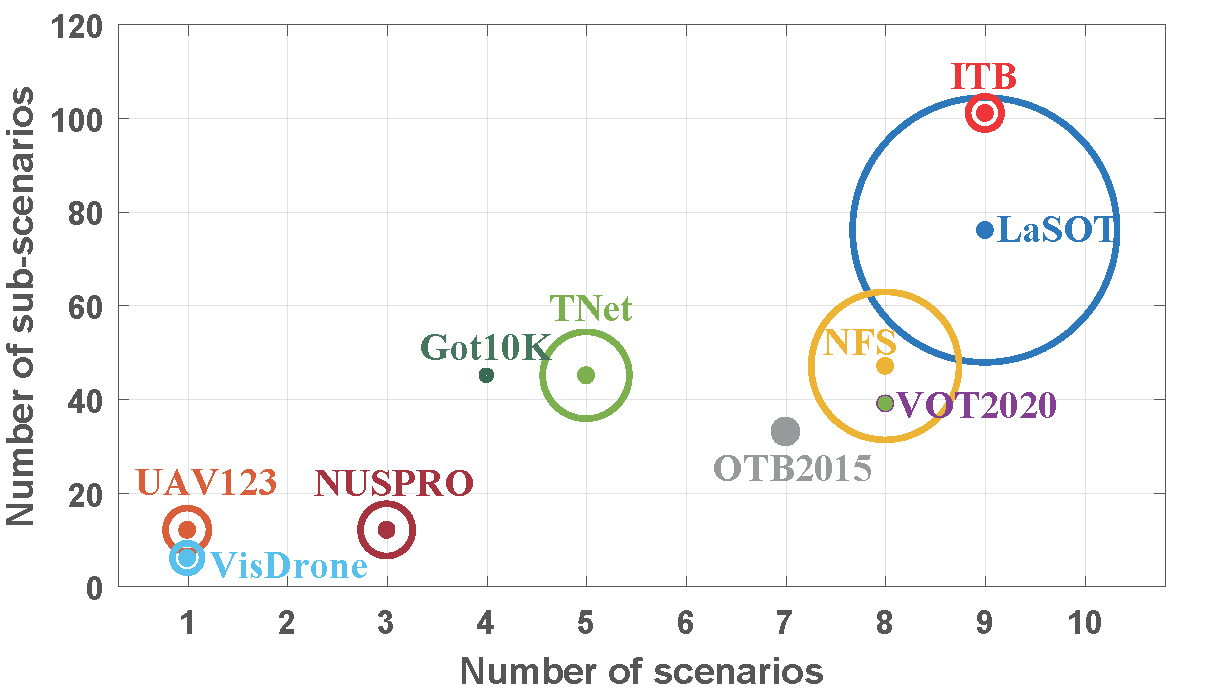 120
100
80
60
40
20
0
Number of sub-scenarios
ITB
LaSOT
TNet
Got10K
NFS
VOT2020
OTB2015
UAV123
NUSPRO
VisDrone
1 2 3 4 5 6 7 8 9 10
Number of scenarios